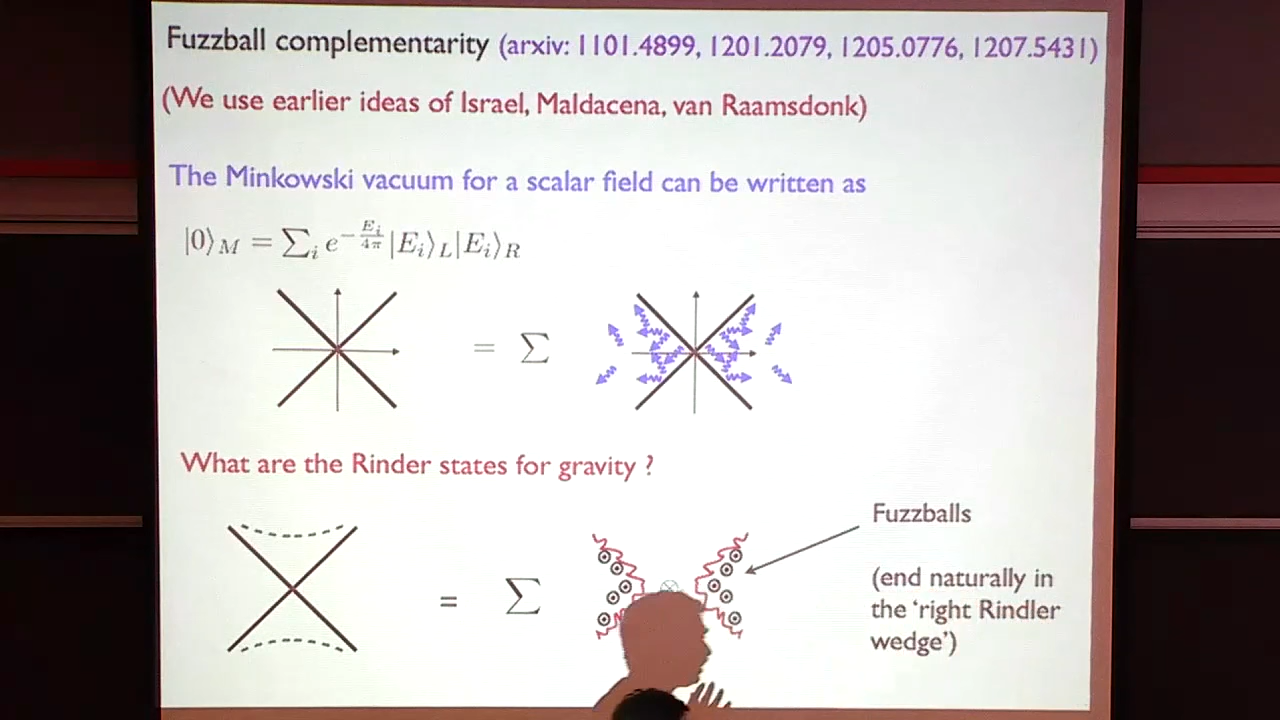 Fuzzball complementarity (arxiv: 1101.4899, 1201.2079, 1205.0776, 1207.5431)
(We use earlier ideas of Israel, Maldacena, van Raamsdonk)
The Minkowski vacuum for a scalar field can be written as
|0⟩_M = ∑_i e^{-\frac{E_i}{4π}} |E_i⟩_L |E_i⟩_R
= ∑
What are the Rinder states for gravity ?
Fuzzballs
(end naturally in
the ‘right Rindler
wedge’)
= ∑